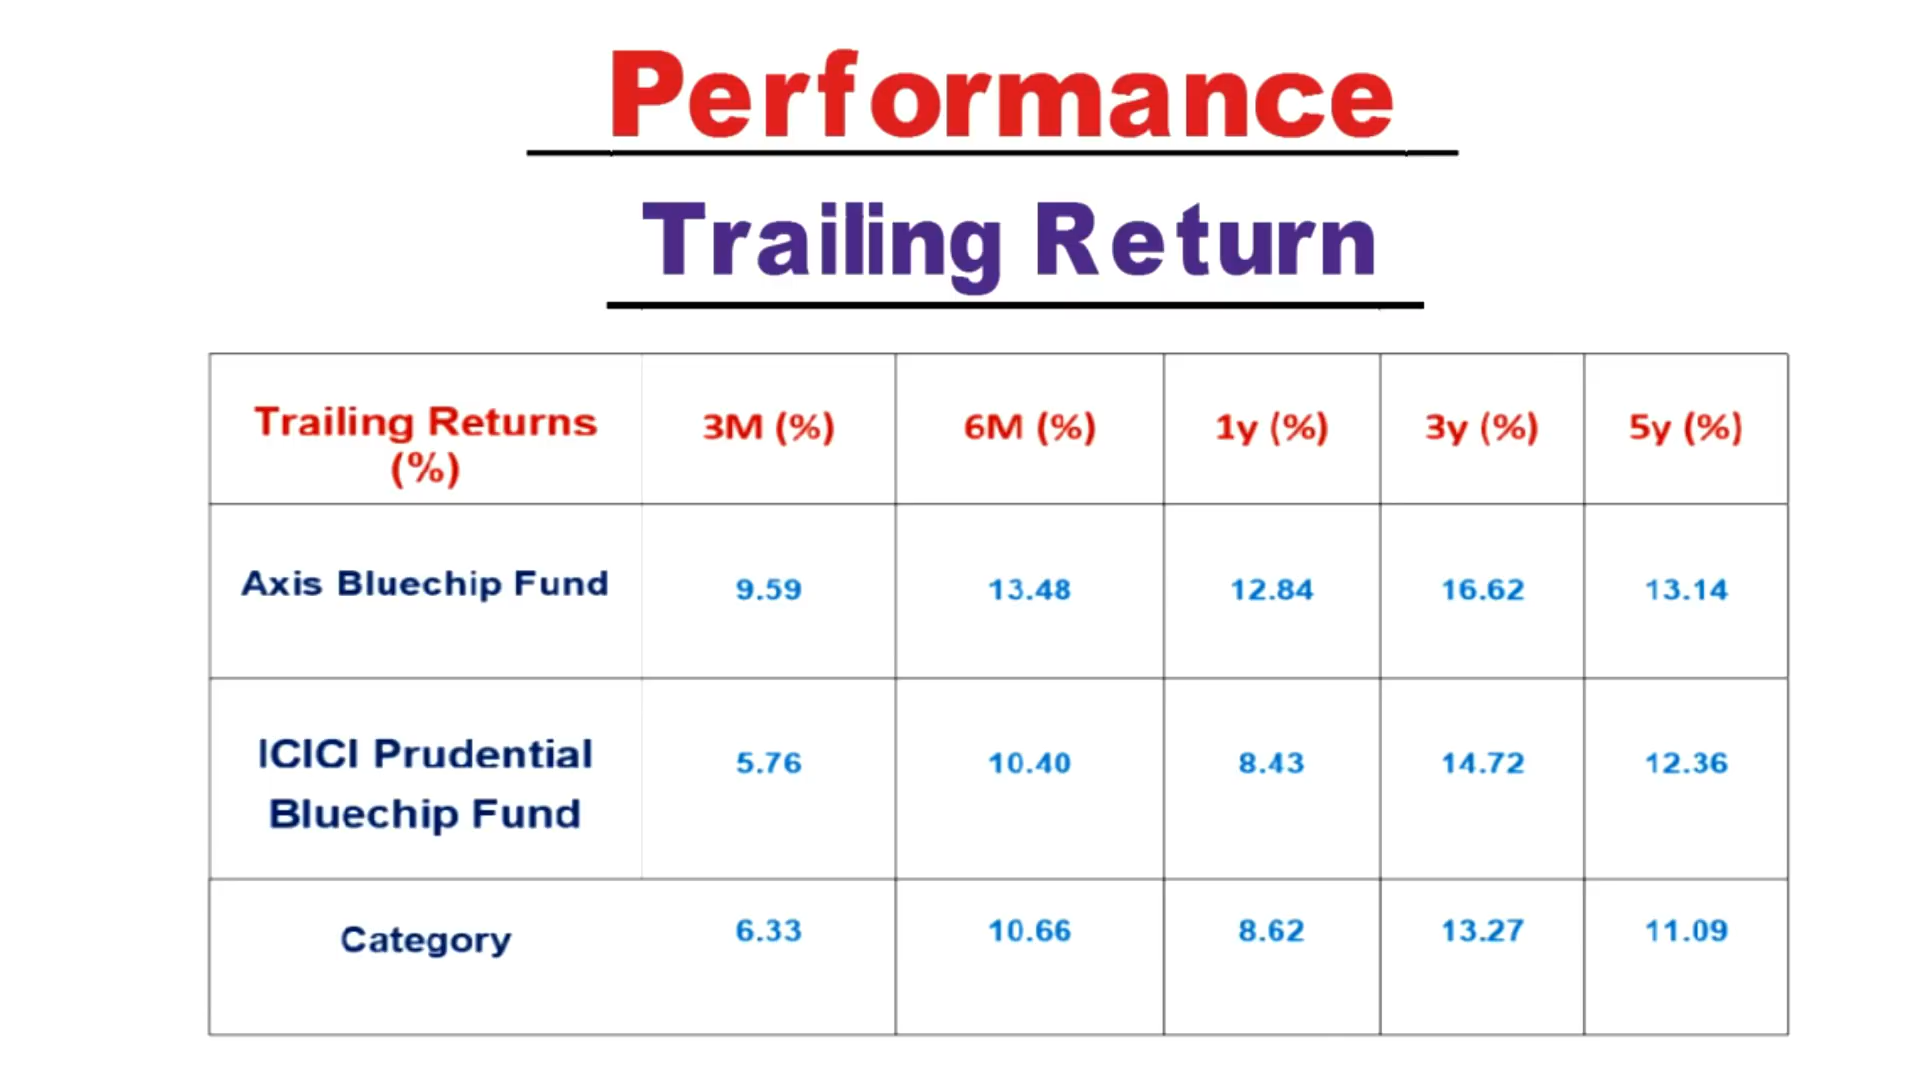 Performance
Trailing Return
Trailing Returns (%) 3M (%) 6M (%) 1y (%) 3y (%) 5y (%)
Axis Bluechip Fund 9.59 13.48 12.84 16.62 13.14
ICICI Prudential Bluechip Fund 5.76 10.40 8.43 14.72 12.36
Category 6.33 10.66 8.62 13.27 11.09